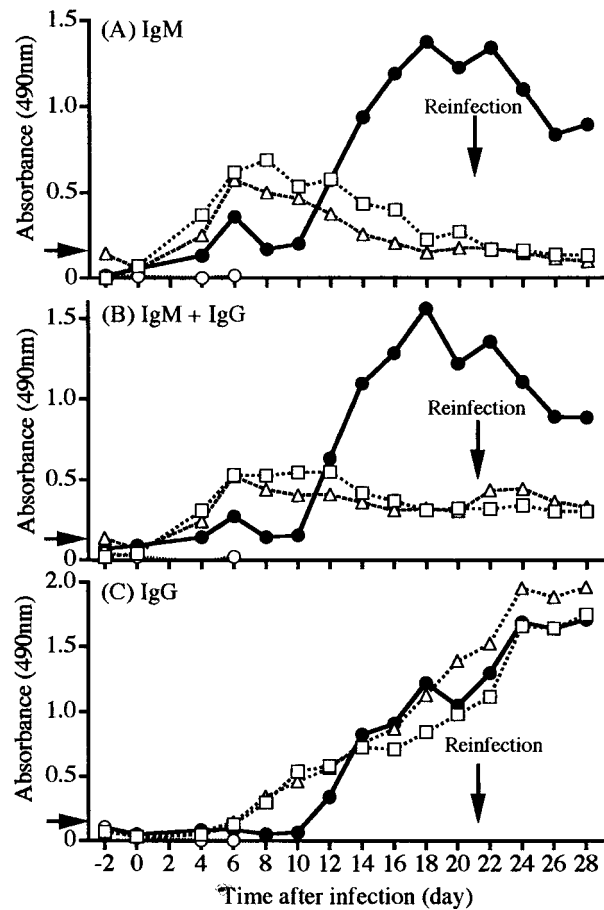 (A) IgM
Absorbance (490nm)
1.5
1.0
0.5
0
Reinfection
(B) IgM + IgG
Absorbance (490nm)
1.5
1.0
0.5
0
Reinfection
(C) IgG
Absorbance (490nm)
2.0
1.5
1.0
0.5
0
Reinfection
-2 0 4 6 8 10 12 14 16 18 20 22 24 26 28
Time after infection (day)